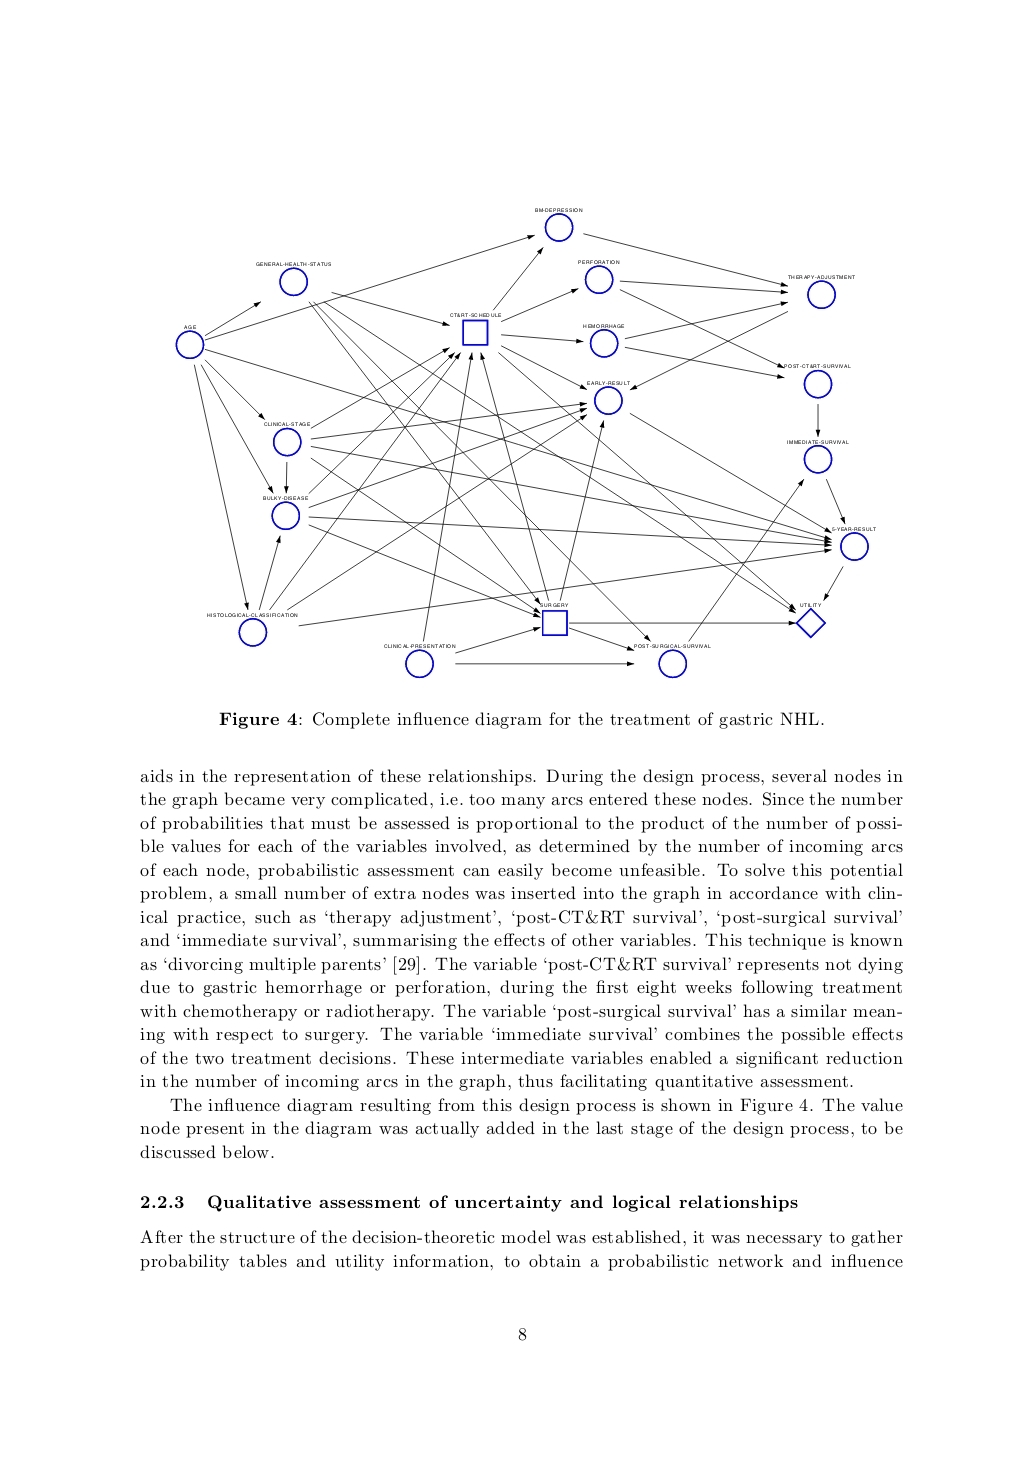 BM-DEPRESSION
GENERAL-HEALTH-STATUS
PERFORATION
THERAPY-ADJUSTMENT
CT&RT-SCHEDULE
AGE
HEMORRHAGE
POST-CT&RT-SURVIVAL
EARLY-RESULT
CLINICAL-STAGE
IMMEDIATE-SURVIVAL
BULKY-DISEASE
5-YEAR-RESULT
SURGERY
UTILITY
HISTOLOGICAL-CLASSIFICATION
CLINICAL-PRESENTATION
POST-SURGICAL-SURVIVAL
Figure 4: Complete influence diagram for the treatment of gastric NHL.
aids in the representation of these relationships. During the design process, several nodes in
the graph became very complicated, i.e. too many arcs entered these nodes. Since the number
of probabilities that must be assessed is proportional to the product of the number of possi-
ble values for each of the variables involved, as determined by the number of incoming arcs
of each node, probabilistic assessment can easily become unfeasible. To solve this potential
problem, a small number of extra nodes was inserted into the graph in accordance with clin-
ical practice, such as ‘therapy adjustment’, ‘post-CT&RT survival’, ‘post-surgical survival’
and ‘immediate survival’, summarising the effects of other variables. This technique is known
as ‘divorcing multiple parents’ [29]. The variable ‘post-CT&RT survival’ represents not dying
due to gastric hemorrhage or perforation, during the first eight weeks following treatment
with chemotherapy or radiotherapy. The variable ‘post-surgical survival’ has a similar mean-
ing with respect to surgery. The variable ‘immediate survival’ combines the possible effects
of the two treatment decisions. These intermediate variables enabled a significant reduction
in the number of incoming arcs in the graph, thus facilitating quantitative assessment.
The influence diagram resulting from this design process is shown in Figure 4. The value
node present in the diagram was actually added in the last stage of the design process, to be
discussed below.
2.2.3 Qualitative assessment of uncertainty and logical relationships
After the structure of the decision-theoretic model was established, it was necessary to gather
probability tables and utility information, to obtain a probabilistic network and influence
8